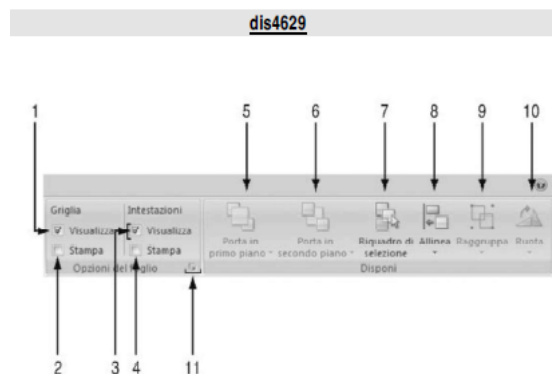 dis4629
1 5 6 7 8 9 10
Griglia Intestazioni
Visualizza Visualizza
Stampa Stampa
Opzioni del foglio
Porta in primo piano
Porta in secondo piano
Riquadro di selezione
Allinea Raggruppa Ruota
Disponi
2 3 4 11